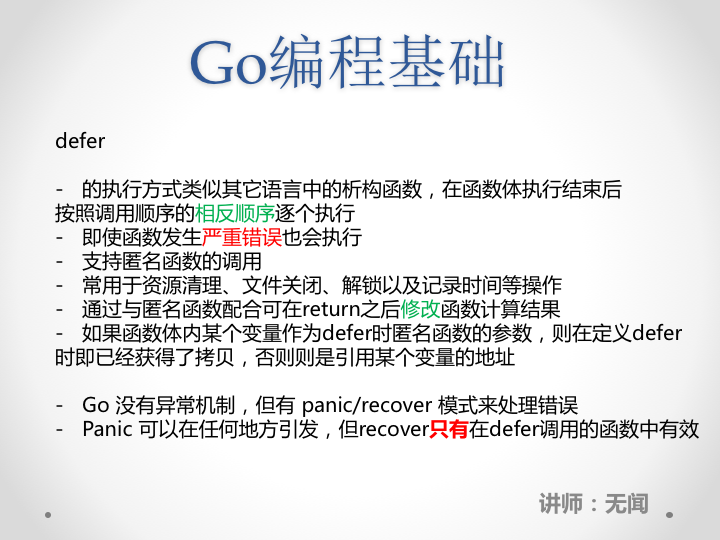 Go编程基础
defer
- 的执行方式类似其它语言中的析构函数，在函数体执行结束后
按照调用顺序的相反顺序逐个执行
- 即使函数发生严重错误也会执行
- 支持匿名函数的调用
- 常用于资源清理、文件关闭、解锁以及记录时间等操作
- 通过与匿名函数配合可在return之后修改函数计算结果
- 如果函数体内某个变量作为defer时匿名函数的参数，则在定义defer
时即已经获得了拷贝，否则则是引用某个变量的地址
- Go 没有异常机制，但有 panic/recover 模式来处理错误
- Panic 可以在任何地方引发，但recover只有在defer调用的函数中有效
讲师：无闻